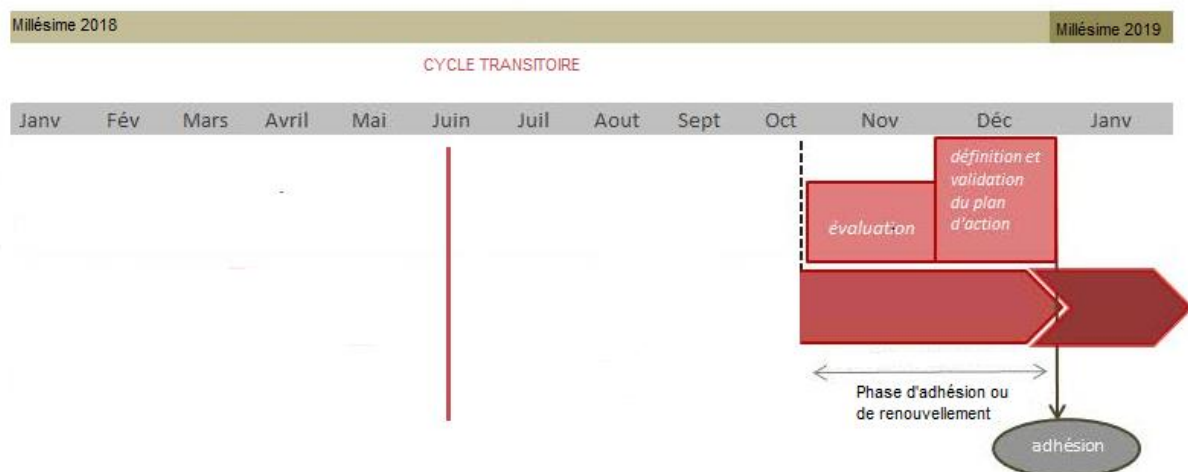 Millésime 2018
Millésime 2019
CYCLE TRANSITOIRE
Janv Fév Mars Avril Mai Juin Juil Aout Sept Oct Nov Déc Janv
définition et
validation
du plan
d'action
évaluation
Phase d'adhésion ou
de renouvellement
adhésion